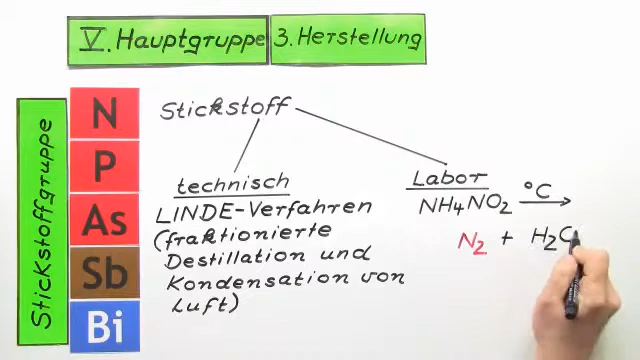 V. Hauptgruppe 3. Herstellung
Stickstoffgruppe
N
P
As
Sb
Bi
Stickstoff
technisch
LINDE-Verfahren
(fraktionierte
Destillation und
Kondensation von
Luft)
Labor
NH4NO2 °C →
N2 + H2O